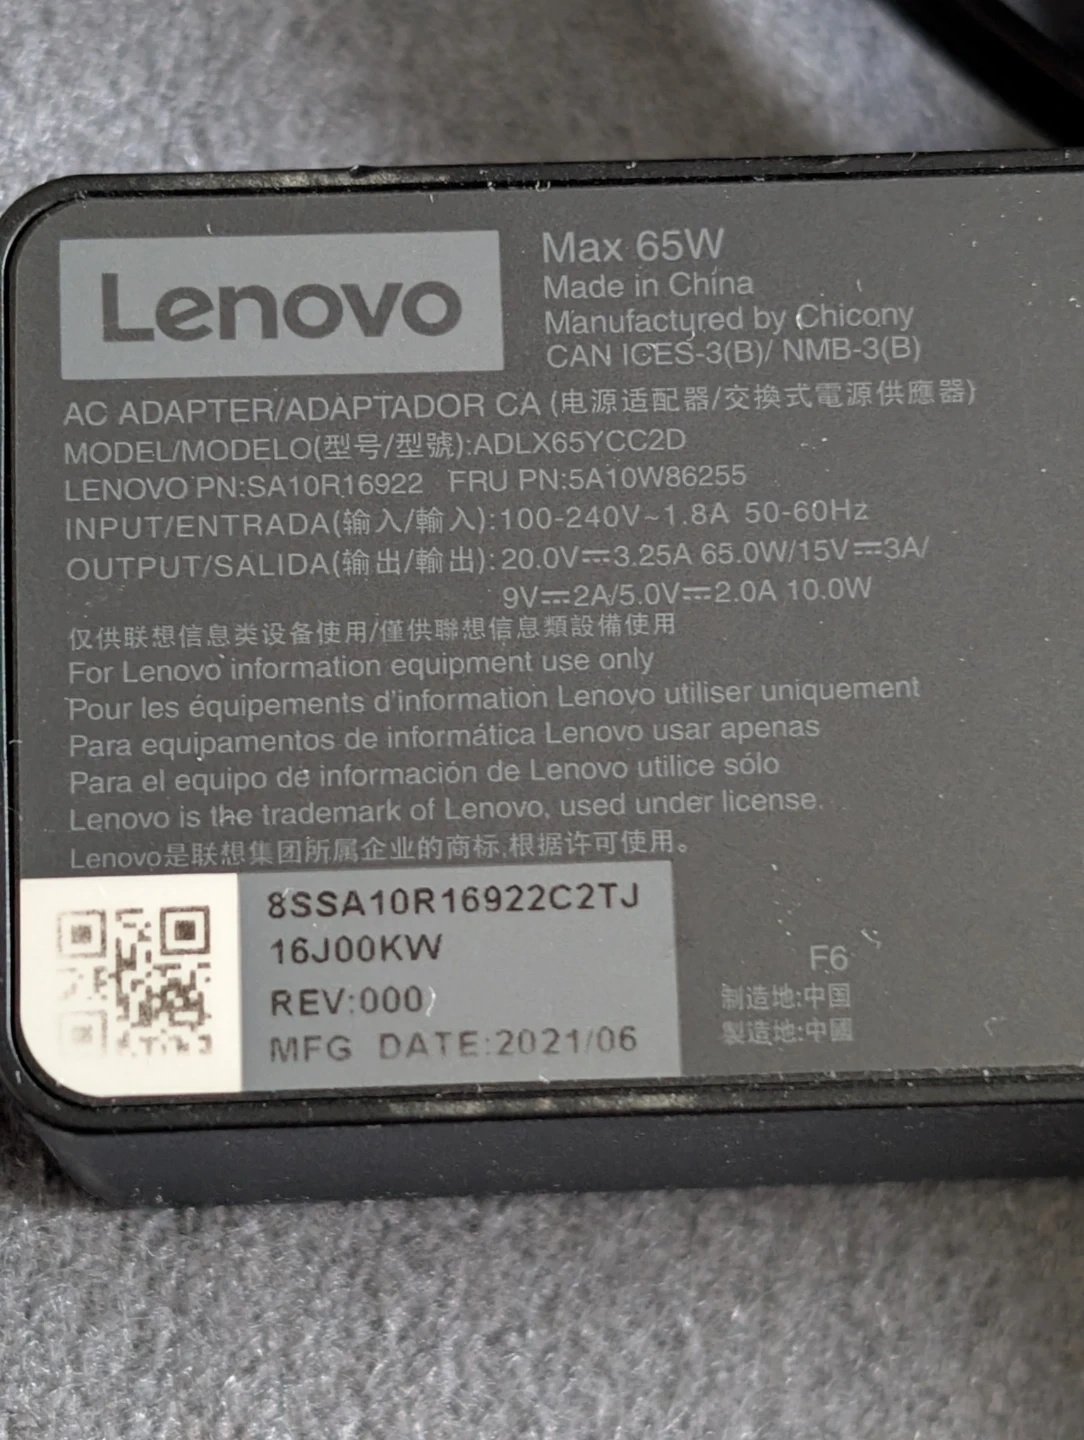 Lenovo
Max 65W
Made in China
Manufactured by Chicony
CAN ICES-3(B)/ NMB-3(B)
AC ADAPTER/ADAPTADOR CA (电源适配器/交換式電源供應器)
MODEL/MODELO(型号/型號):ADLX65YCC2D
LENOVO PN:SA10R16922 FRU PN:5A10W86255
INPUT/ENTRADA(输入/輸入):100-240V~1.8A 50-60Hz
OUTPUT/SALIDA(输出/輸出):20.0V⎓3.25A 65.0W/15V⎓3A/
9V⎓2A/5.0V⎓2.0A 10.0W
仅供联想信息类设备使用/僅供聯想信息類設備使用
For Lenovo information equipment use only
Pour les équipements d'information Lenovo utiliser uniquement
Para equipamentos de informática Lenovo usar apenas
Para el equipo de información de Lenovo utilice sólo
Lenovo is the trademark of Lenovo, used under license.
Lenovo是联想集团所属企业的商标,根据许可使用。
8SSA10R16922C2TJ
16J00KW
REV:000
MFG DATE:2021/06
F6
制造地:中国
製造地:中國